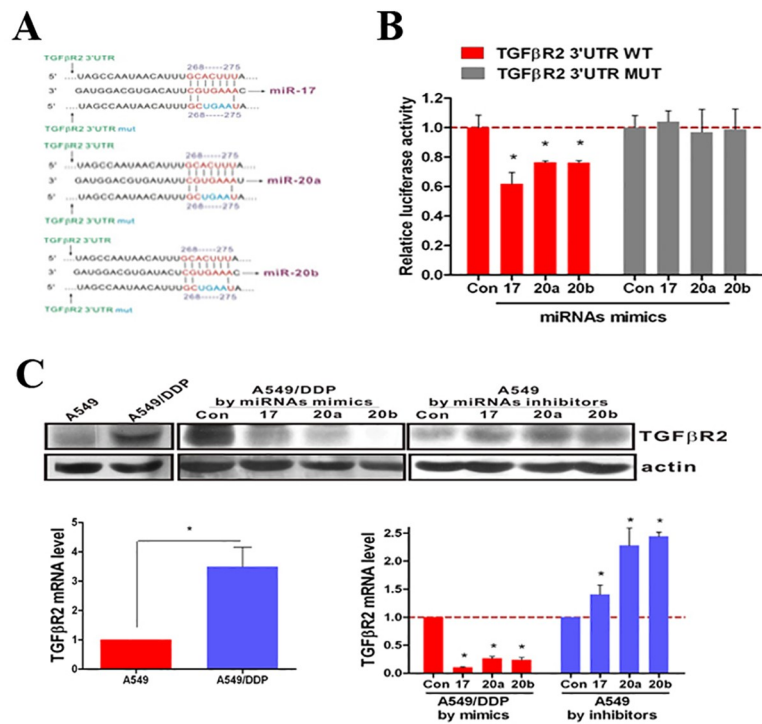 A
TGFβR2 3'UTR
268-----275
5' ....UAGCCAAUAACAUUUGCACUUUA....
3' GAUGGACGUGACAUUCGUGAAAC miR-17
5' ....UAGCCAAUAACAUUUGCUGAAUA....
268-----275
TGFβR2 3'UTR mut
TGFβR2 3'UTR
268-----275
5' ....UAGCCAAUAACAUUUGCACUUUA....
3' GAUGGACGUGAUAUUCGUGAAAU miR-20a
5' ....UAGCCAAUAACAUUUGCUGAAUA....
268-----275
TGFβR2 3'UTR mut
TGFβR2 3'UTR
268-----275
5' ....UAGCCAAUAACAUUUGCACUUUA....
3' GAUGGACGUGAUACUCGUGAAAC miR-20b
5' ....UAGCCAAUAACAUUUGCUGAAUA....
268-----275
TGFβR2 3'UTR mut
B
TGFβR2 3'UTR WT
TGFβR2 3'UTR MUT
Relaticve luciferase activity
1.2
1.0
0.8
0.6
0.4
0.2
0.0
* * *
Con 17 20a 20b Con 17 20a 20b
miRNAs mimics
C
A549 A549/DDP
A549/DDP
by miRNAs mimics
Con 17 20a 20b
A549
by miRNAs inhibitors
Con 17 20a 20b
TGFβR2
actin
TGFβR2 mRNA level
5
4
3
2
1
0
*
A549 A549/DDP
TGFβR2 mRNA level
2.5
2.0
1.5
1.0
0.5
0.0
* * * * * *
Con 17 20a 20b Con 17 20a 20b
A549/DDP
by mimics
A549
by inhibitors